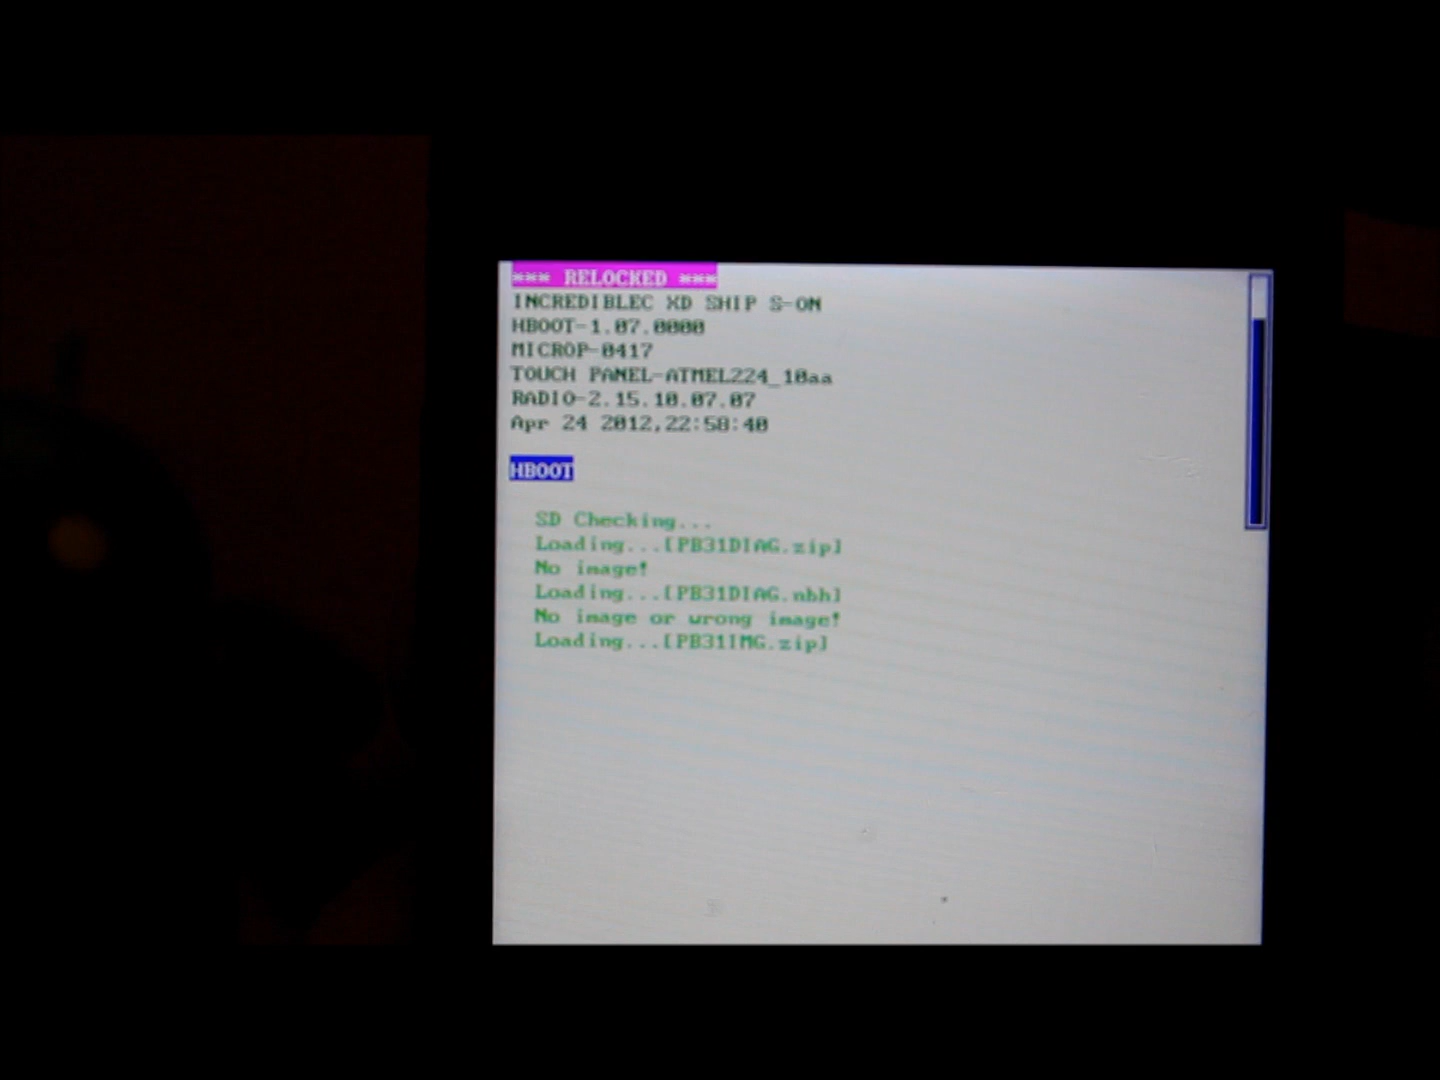 *** RELOCKED ***
INCREDIBLEC XD SHIP S-ON
HBOOT-1.07.0000
MICROP-0417
TOUCH PANEL-ATMEL224_18aa
RADIO-2.15.10.07.07
Apr 24 2012,22:58:40
HBOOT
SD Checking...
Loading...[PB31DIAG.zip]
No image!
Loading...[PB31DIAG.nbh]
No image or wrong image!
Loading...[PB31IMG.zip]